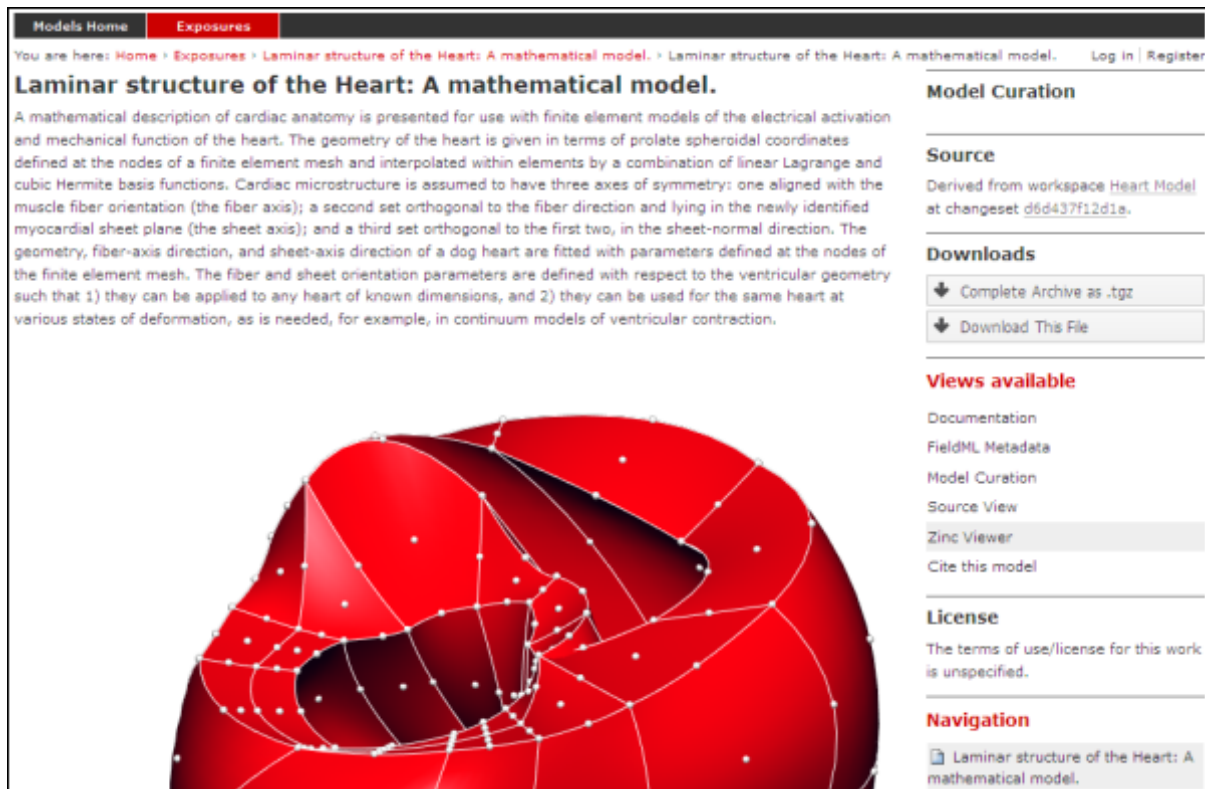 Models Home Exposures
You are here: Home › Exposures › Laminar structure of the Heart: A mathematical model. › Laminar structure of the Heart: A mathematical model. Log in | Register
Laminar structure of the Heart: A mathematical model.
A mathematical description of cardiac anatomy is presented for use with finite element models of the electrical activation
and mechanical function of the heart. The geometry of the heart is given in terms of prolate spheroidal coordinates
defined at the nodes of a finite element mesh and interpolated within elements by a combination of linear Lagrange and
cubic Hermite basis functions. Cardiac microstructure is assumed to have three axes of symmetry: one aligned with the
muscle fiber orientation (the fiber axis); a second set orthogonal to the fiber direction and lying in the newly identified
myocardial sheet plane (the sheet axis); and a third set orthogonal to the first two, in the sheet-normal direction. The
geometry, fiber-axis direction, and sheet-axis direction of a dog heart are fitted with parameters defined at the nodes of
the finite element mesh. The fiber and sheet orientation parameters are defined with respect to the ventricular geometry
such that 1) they can be applied to any heart of known dimensions, and 2) they can be used for the same heart at
various states of deformation, as is needed, for example, in continuum models of ventricular contraction.
Model Curation
Source
Derived from workspace Heart Model
at changeset d6d437f12d1a.
Downloads
Complete Archive as .tgz
Download This File
Views available
Documentation
FieldML Metadata
Model Curation
Source View
Zinc Viewer
Cite this model
License
The terms of use/license for this work
is unspecified.
Navigation
Laminar structure of the Heart: A
mathematical model.